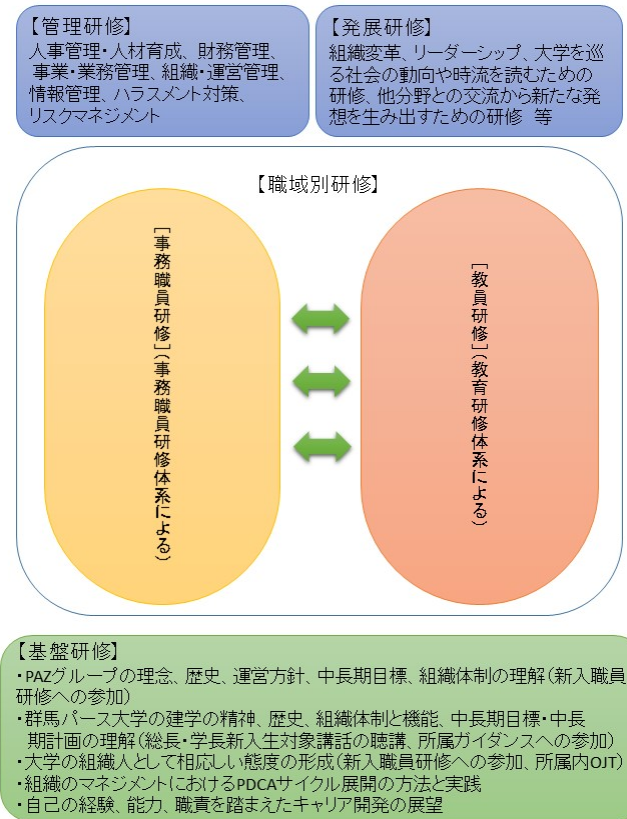 【管理研修】
人事管理・人材育成、財務管理、
事業・業務管理、組織・運営管理、
情報管理、ハラスメント対策、
リスクマネジメント
【発展研修】
組織変革、リーダーシップ、大学を巡
る社会の動向や時流を読むための
研修、他分野との交流から新たな発
想を生み出すための研修 等
【職域別研修】
[事務職員研修](事務職員研修体系による)
[教員研修](教育研修体系による)
【基盤研修】
・PAZグループの理念、歴史、運営方針、中長期目標、組織体制の理解(新入職員
研修への参加)
・群馬パース大学の建学の精神、歴史、組織体制と機能、中長期目標・中長
期計画の理解(総長・学長新入生対象講話の聴講、所属ガイダンスへの参加)
・大学の組織人として相応しい態度の形成(新入職員研修への参加、所属内OJT)
・組織のマネジメントにおけるPDCAサイクル展開の方法と実践
・自己の経験、能力、職責を踏まえたキャリア開発の展望